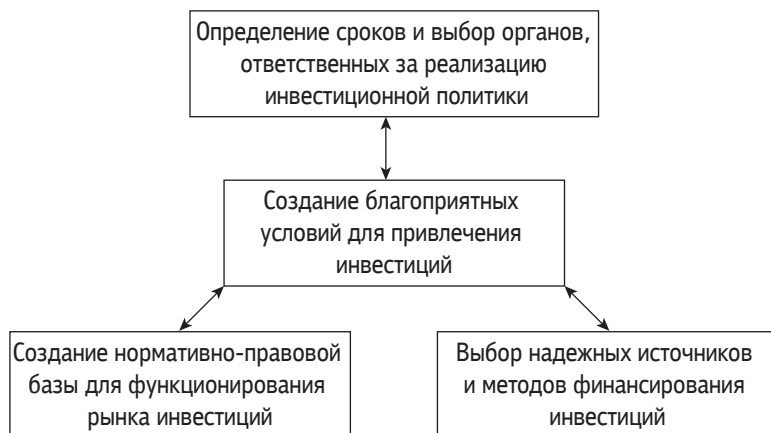 Определение сроков и выбор органов,
ответственных за реализацию
инвестиционной политики
Создание благоприятных
условий для привлечения
инвестиций
Создание нормативно-правовой
базы для функционирования
рынка инвестиций
Выбор надежных источников
и методов финансирования
инвестиций